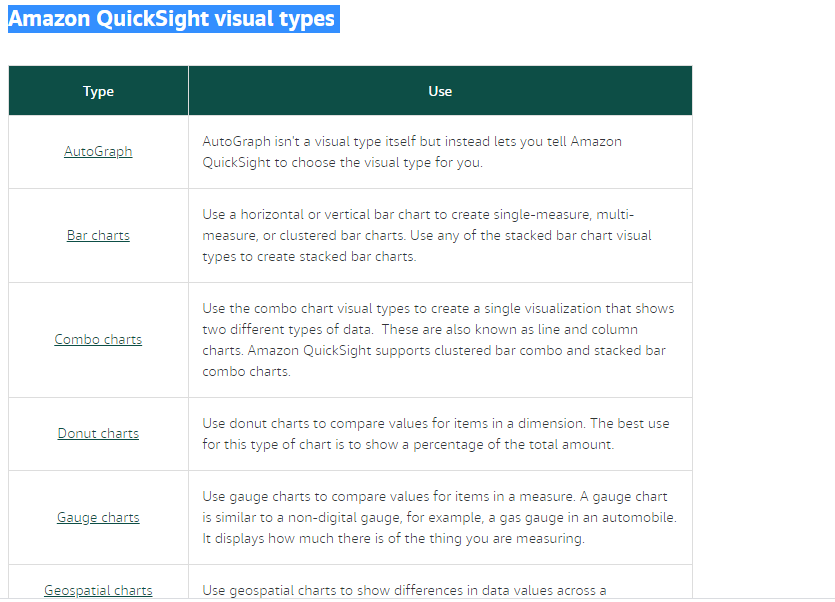 Amazon QuickSight visual types
Type
Use
AutoGraph
AutoGraph isn't a visual type itself but instead lets you tell Amazon
QuickSight to choose the visual type for you.
Bar charts
Use a horizontal or vertical bar chart to create single-measure, multi-
measure, or clustered bar charts. Use any of the stacked bar chart visual
types to create stacked bar charts.
Combo charts
Use the combo chart visual types to create a single visualization that shows
two different types of data.  These are also known as line and column
charts. Amazon QuickSight supports clustered bar combo and stacked bar
combo charts.
Donut charts
Use donut charts to compare values for items in a dimension. The best use
for this type of chart is to show a percentage of the total amount.
Gauge charts
Use gauge charts to compare values for items in a measure. A gauge chart
is similar to a non-digital gauge, for example, a gas gauge in an automobile.
It displays how much there is of the thing you are measuring.
Geospatial charts
Use geospatial charts to show differences in data values across a